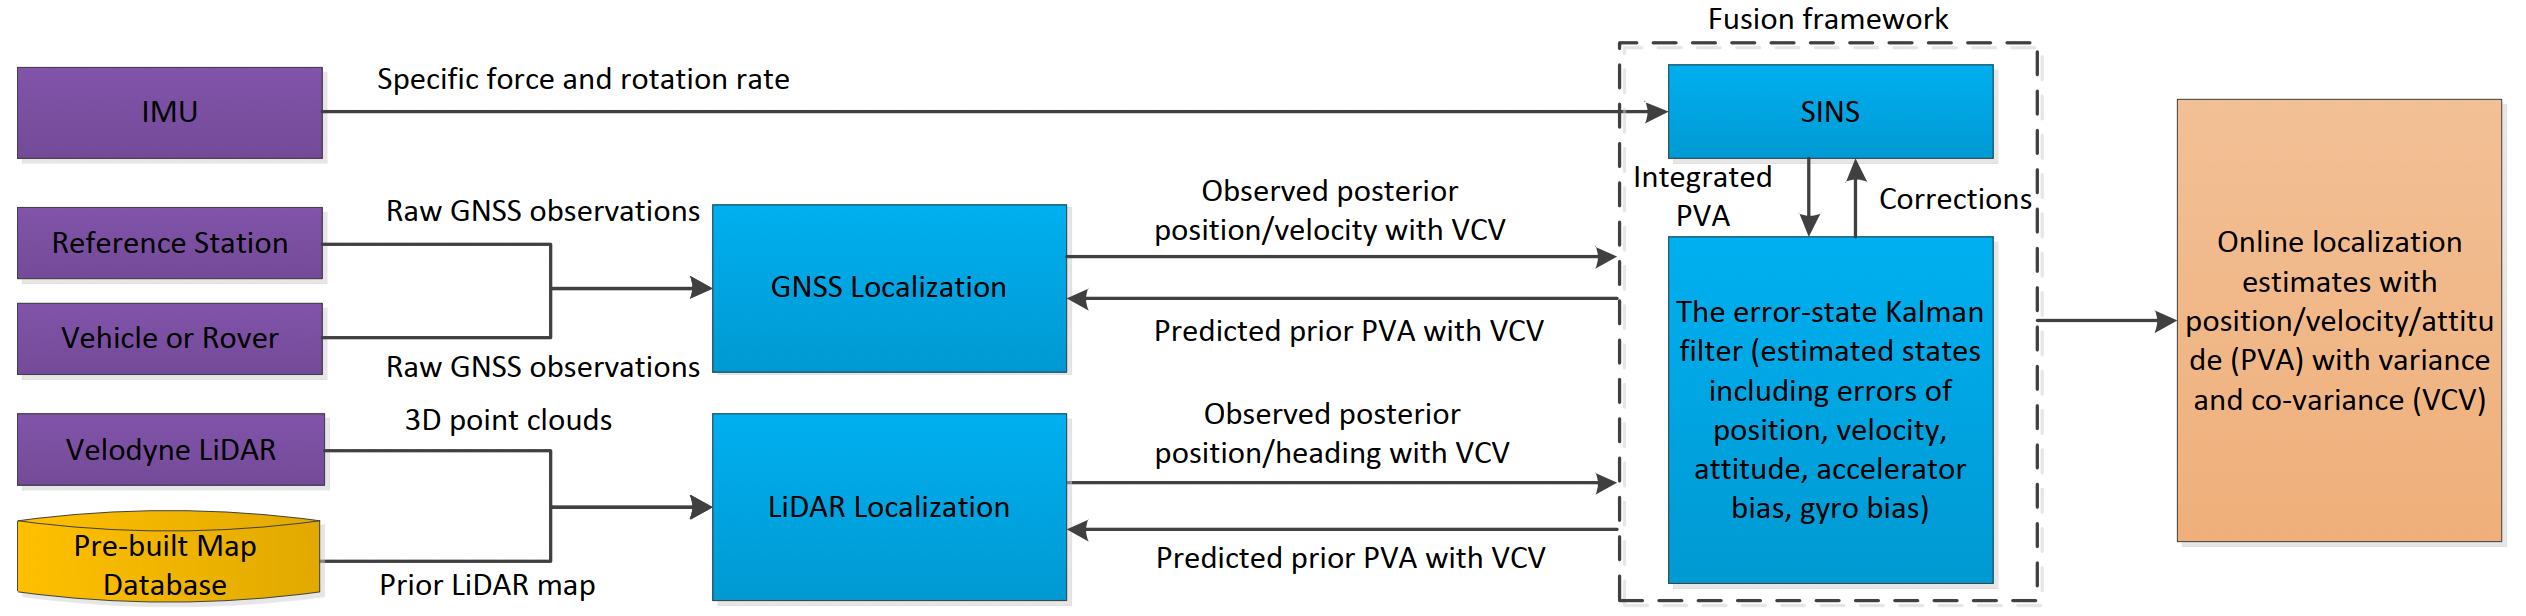 Fusion framework
IMU
Specific force and rotation rate
SINS
Integrated
PVA
Corrections
Reference Station
Raw GNSS observations
Vehicle or Rover
Raw GNSS observations
GNSS Localization
Observed posterior
position/velocity with VCV
Predicted prior PVA with VCV
Velodyne LiDAR
3D point clouds
Pre-built Map
Database
Prior LiDAR map
LiDAR Localization
Observed posterior
position/heading with VCV
Predicted prior PVA with VCV
The error-state Kalman
filter (estimated states
including errors of
position, velocity,
attitude, accelerator
bias, gyro bias)
Online localization
estimates with
position/velocity/attitu
de (PVA) with variance
and co-variance (VCV)